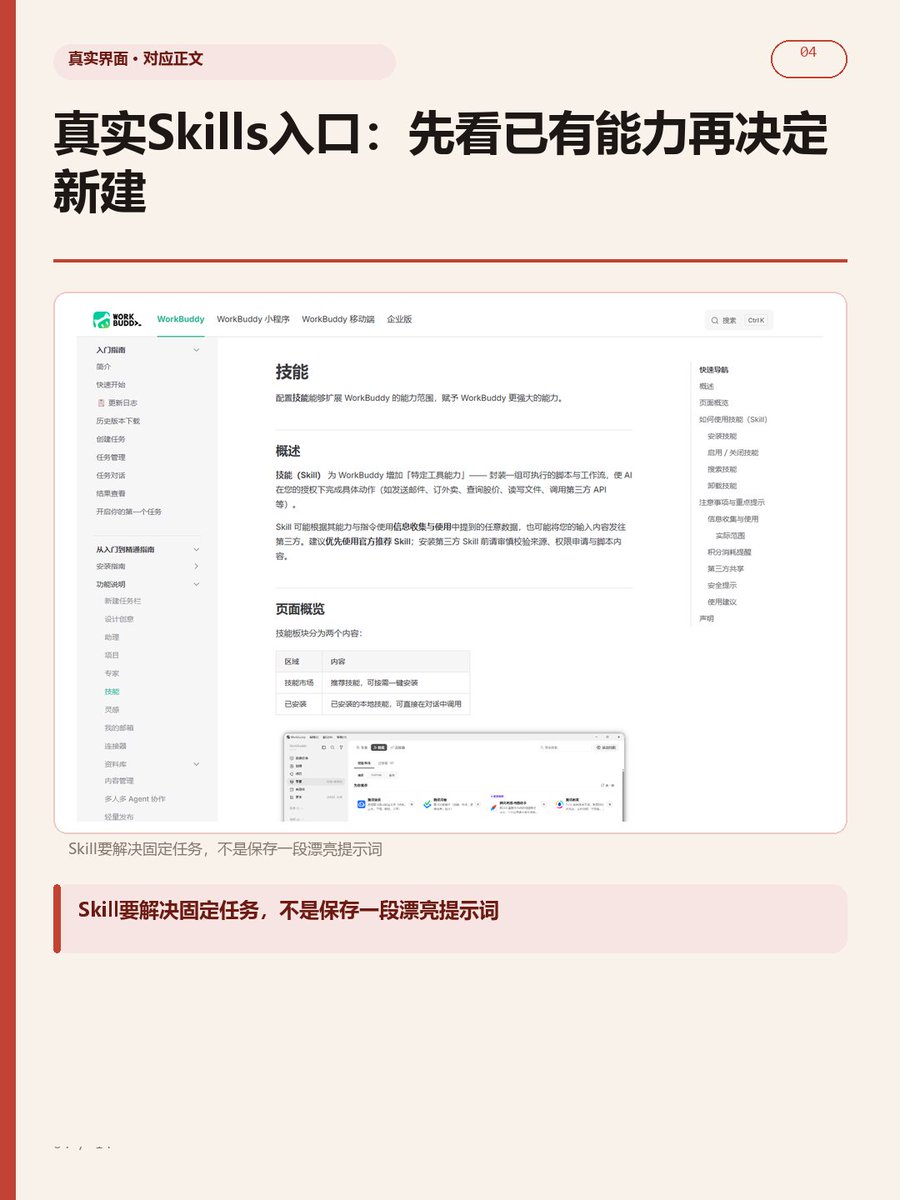 真实界面・对应正文
04
真实Skills入口：先看已有能力再决定
新建
WORK
BUDD>_
WorkBuddy
WorkBuddy 小程序
WorkBuddy 移动端
企业版
搜索
Ctrl K
入门指南
简介
快速开始
更新日志
历史版本下载
创建任务
任务管理
任务对话
结果查看
开启你的第一个任务
从入门到精通指南
安装指南
功能说明
新建任务栏
设计创意
助理
项目
专家
技能
灵感
我的邮箱
连接器
资料库
内容管理
多人多 Agent 协作
轻量发布
技能
配置技能能够扩展 WorkBuddy 的能力范围，赋予 WorkBuddy 更强大的能力。
概述
技能（Skill） 为 WorkBuddy 增加「特定工具能力」—— 封装一组可执行的脚本与工作流，使 AI
在您的授权下完成具体动作（如发送邮件、订外卖、查询股价、读写文件、调用第三方 API
等）。
Skill 可能根据其能力与指令使用信息收集与使用中提到的任意数据，也可能将您的输入内容发往
第三方。建议优先使用官方推荐 Skill；安装第三方 Skill 前请审慎校验来源、权限申请与脚本内
容。
页面概览
技能板块分为两个内容：
区域
内容
技能市场
推荐技能，可按需一键安装
已安装
已安装的本地技能，可直接在对话中调用
快速导航
概述
页面概览
如何使用技能（Skill）
安装技能
启用 / 关闭技能
搜索技能
卸载技能
注意事项与重点提示
信息收集与使用
实际范围
积分消耗提醒
第三方共享
安全提示
使用建议
声明
Skill要解决固定任务，不是保存一段漂亮提示词
Skill要解决固定任务，不是保存一段漂亮提示词